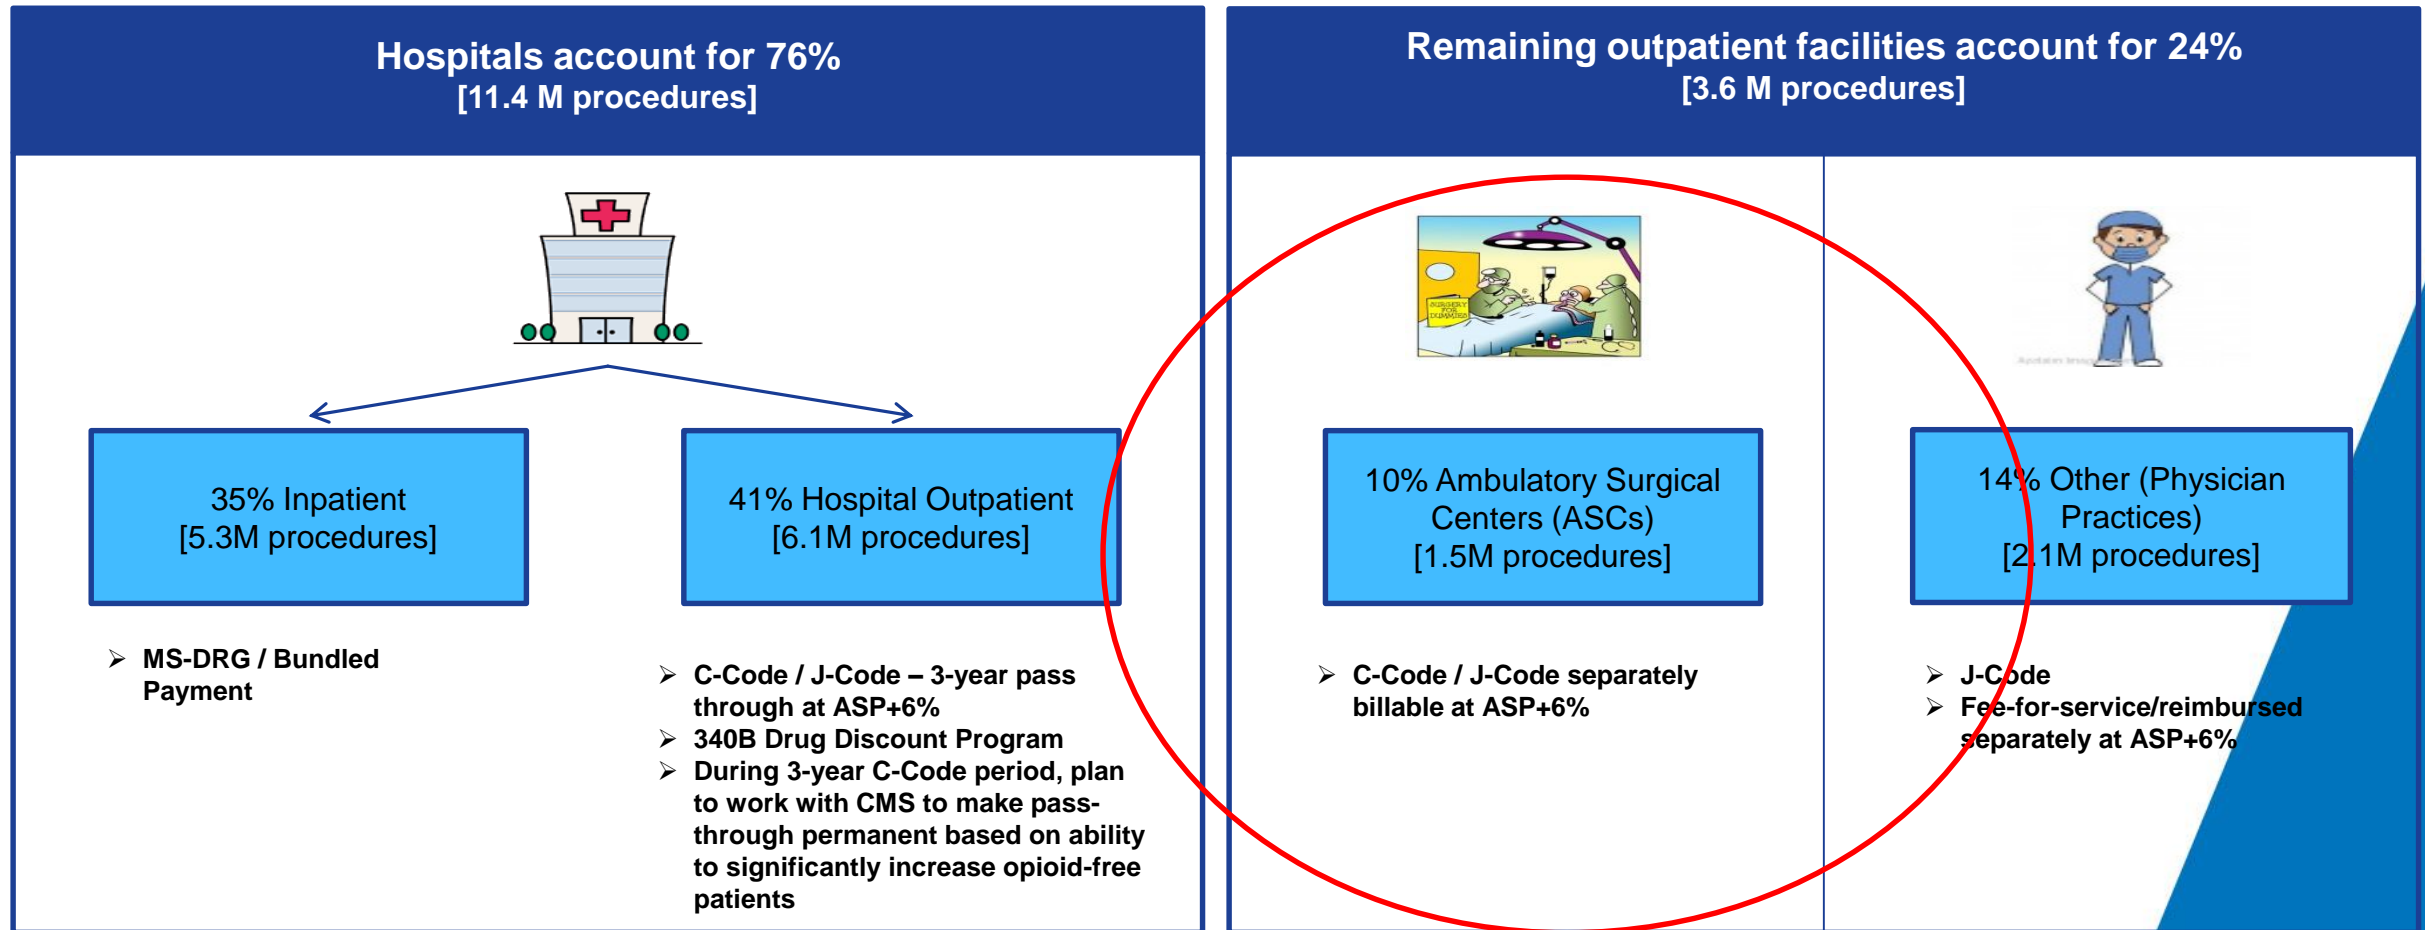 Hospitals account for 76%
[11.4 M procedures]
Remaining outpatient facilities account for 24%
[3.6 M procedures]
SURGERY
FOR
DUMMIES
35% Inpatient
[5.3M procedures]
41% Hospital Outpatient
[6.1M procedures]
10% Ambulatory Surgical
Centers (ASCs)
[1.5M procedures]
14% Other (Physician
Practices)
[2.1M procedures]
➢ MS-DRG / Bundled
Payment
➢ C-Code / J-Code – 3-year pass
through at ASP+6%
➢ 340B Drug Discount Program
➢ During 3-year C-Code period, plan
to work with CMS to make pass-
through permanent based on ability
to significantly increase opioid-free
patients
➢ C-Code / J-Code separately
billable at ASP+6%
➢ J-Code
➢ Fee-for-service/reimbursed
separately at ASP+6%